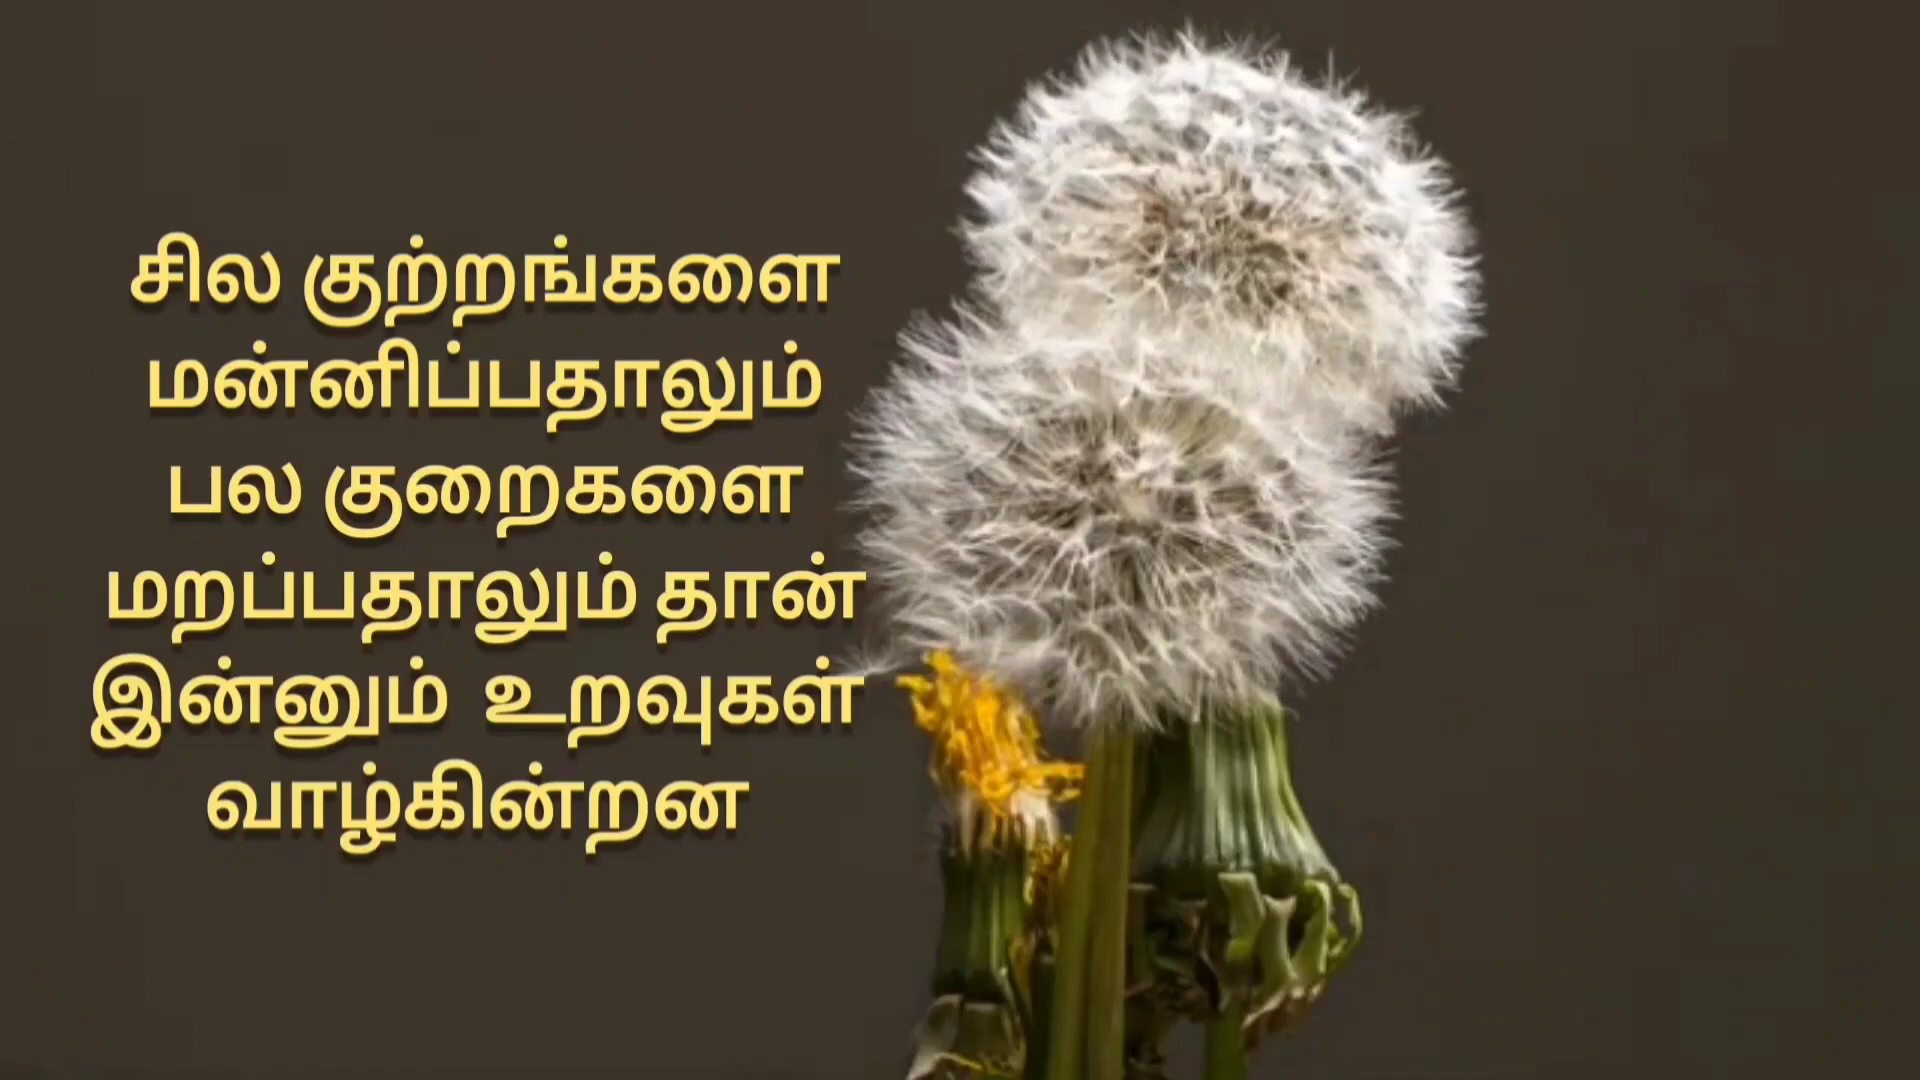 சில குற்றங்களை
மன்னிப்பதாலும்
பல குறைகளை
மறப்பதாலும் தான்
இன்னும் உறவுகள்
வாழ்கின்றன